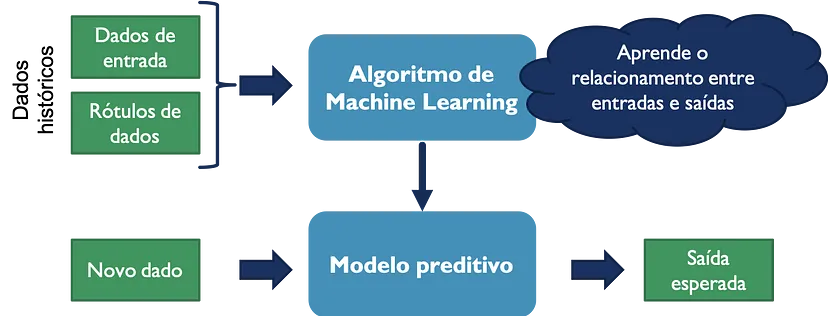 Dados
históricos
Dados de
entrada
Rótulos de
dados
Algoritmo de
Machine Learning
Aprende o
relacionamento entre
entradas e saídas
Novo dado
Modelo preditivo
Saída
esperada